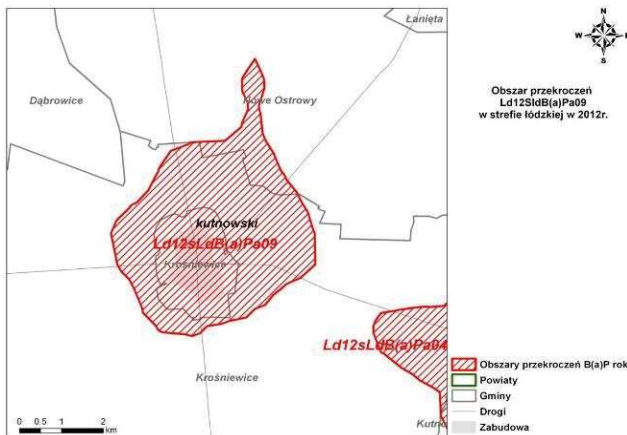 Łanięta
Dąbrowice
Nowe Ostrowy
kutnowski
Ld12sLdB(a)Pa09
Krośniewice
Ld12sLdB(a)Pa04
Krośniewice
Kutno
0 0.5 1 2
km
N
W E
S
Obszar przekroczeń
Ld12SldB(a)Pa09
w strefie łódzkiej w 2012r.
Obszary przekroczeń B(a)P rok
Powiaty
Gminy
Drogi
Zabudowa